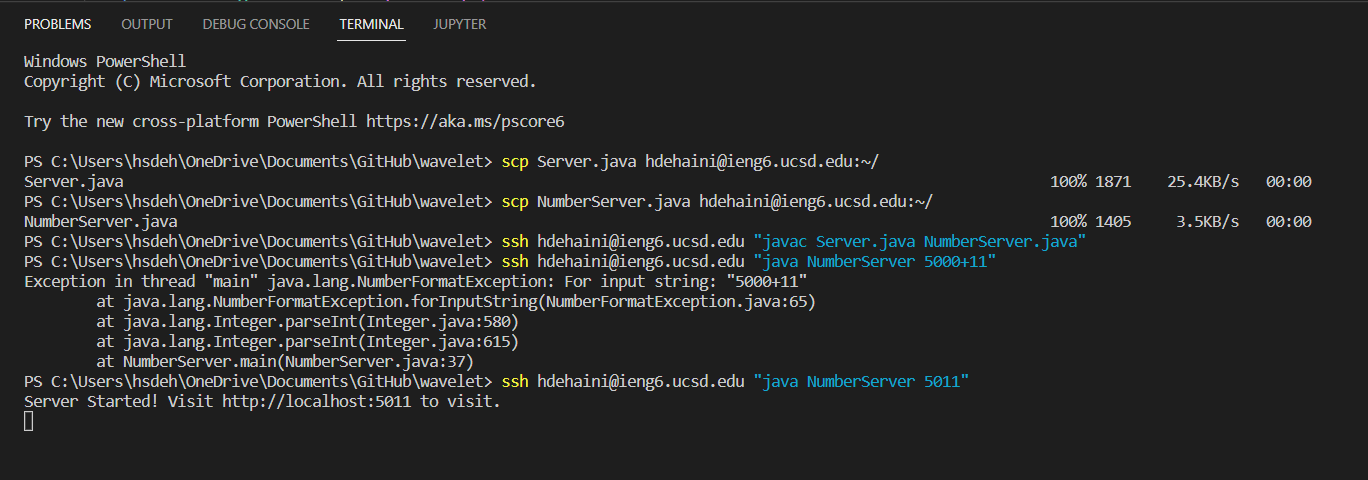 PROBLEMS OUTPUT DEBUG CONSOLE TERMINAL JUPYTER
Windows PowerShell
Copyright (C) Microsoft Corporation. All rights reserved.
Try the new cross-platform PowerShell https://aka.ms/pscore6
PS C:\Users\hsdeh\OneDrive\Documents\GitHub\wavelet> scp Server.java hdehaini@ieng6.ucsd.edu:~/
Server.java 100% 1871 25.4KB/s 00:00
PS C:\Users\hsdeh\OneDrive\Documents\GitHub\wavelet> scp NumberServer.java hdehaini@ieng6.ucsd.edu:~/
NumberServer.java 100% 1405 3.5KB/s 00:00
PS C:\Users\hsdeh\OneDrive\Documents\GitHub\wavelet> ssh hdehaini@ieng6.ucsd.edu "javac Server.java NumberServer.java"
PS C:\Users\hsdeh\OneDrive\Documents\GitHub\wavelet> ssh hdehaini@ieng6.ucsd.edu "java NumberServer 5000+11"
Exception in thread "main" java.lang.NumberFormatException: For input string: "5000+11"
at java.lang.NumberFormatException.forInputString(NumberFormatException.java:65)
at java.lang.Integer.parseInt(Integer.java:580)
at java.lang.Integer.parseInt(Integer.java:615)
at NumberServer.main(NumberServer.java:37)
PS C:\Users\hsdeh\OneDrive\Documents\GitHub\wavelet> ssh hdehaini@ieng6.ucsd.edu "java NumberServer 5011"
Server Started! Visit http://localhost:5011 to visit.